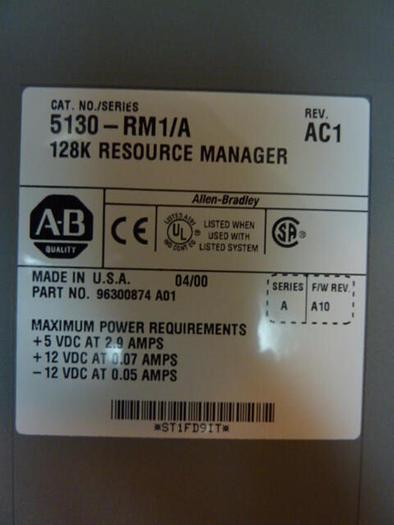 CAT. NO./SERIES
5130-RM1/A
REV.
AC1
128K RESOURCE MANAGER
Allen-Bradley
A-B
QUALITY
CE
UL
LISTED WHEN
USED WITH
LISTED SYSTEM
SA
MADE IN U.S.A. 04/00
PART NO. 96300874 A01
SERIES F/W REV.
A A10
MAXIMUM POWER REQUIREMENTS
+5 VDC AT 2.9 AMPS
+12 VDC AT 0.07 AMPS
-12 VDC AT 0.05 AMPS
*ST1FD9IT*